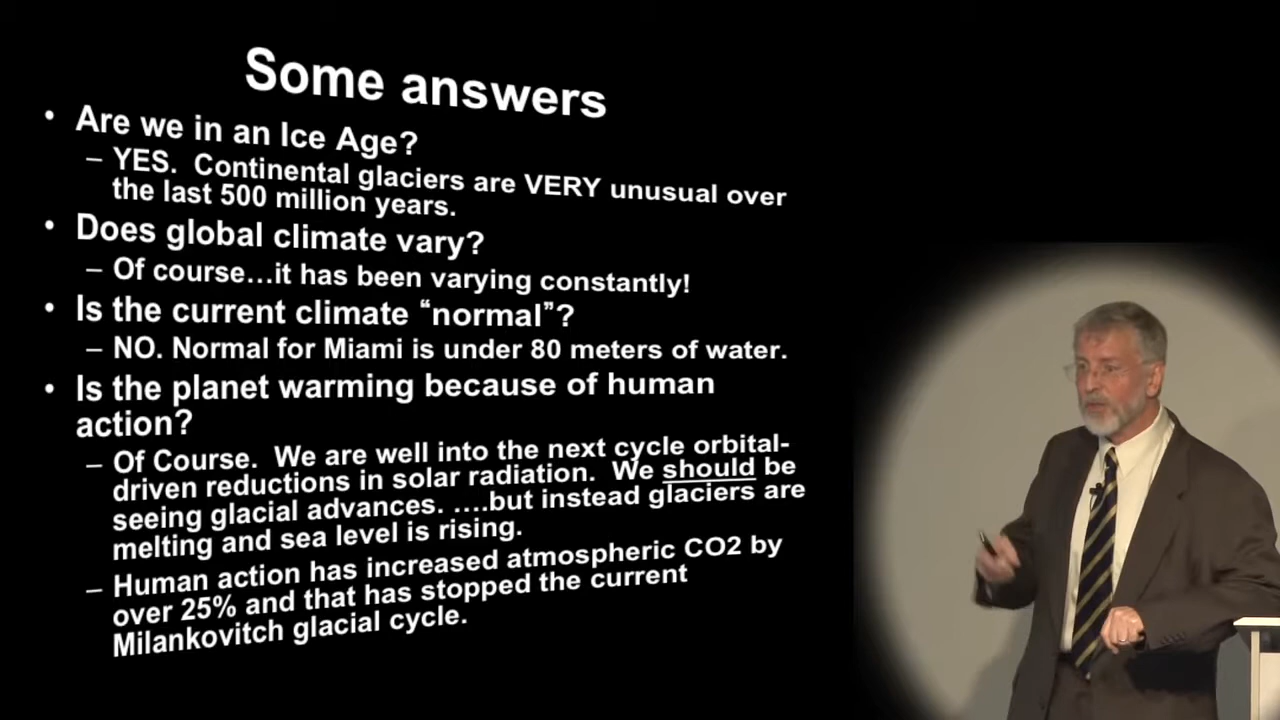 Some answers
• Are we in an Ice Age?
– YES. Continental glaciers are VERY unusual over
the last 500 million years.
• Does global climate vary?
– Of course…it has been varying constantly!
• Is the current climate “normal”?
– NO. Normal for Miami is under 80 meters of water.
• Is the planet warming because of human
action?
– Of Course. We are well into the next cycle orbital-
driven reductions in solar radiation. We should be
seeing glacial advances. ….but instead glaciers are
melting and sea level is rising.
– Human action has increased atmospheric CO2 by
over 25% and that has stopped the current
Milankovitch glacial cycle.